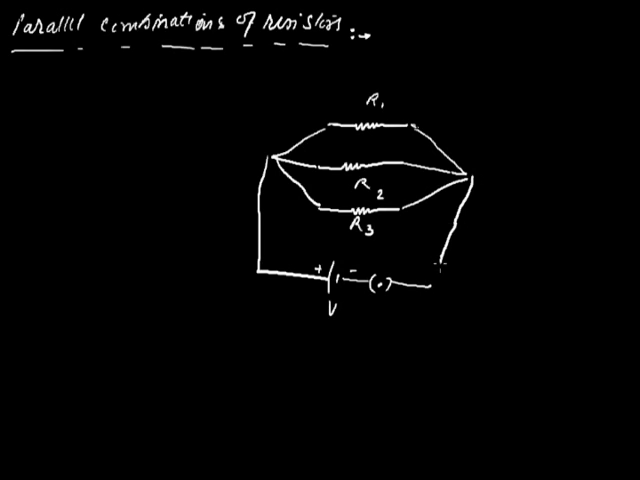 Parallel combinations of resistors :→
R1
R2
R3
+ -
V